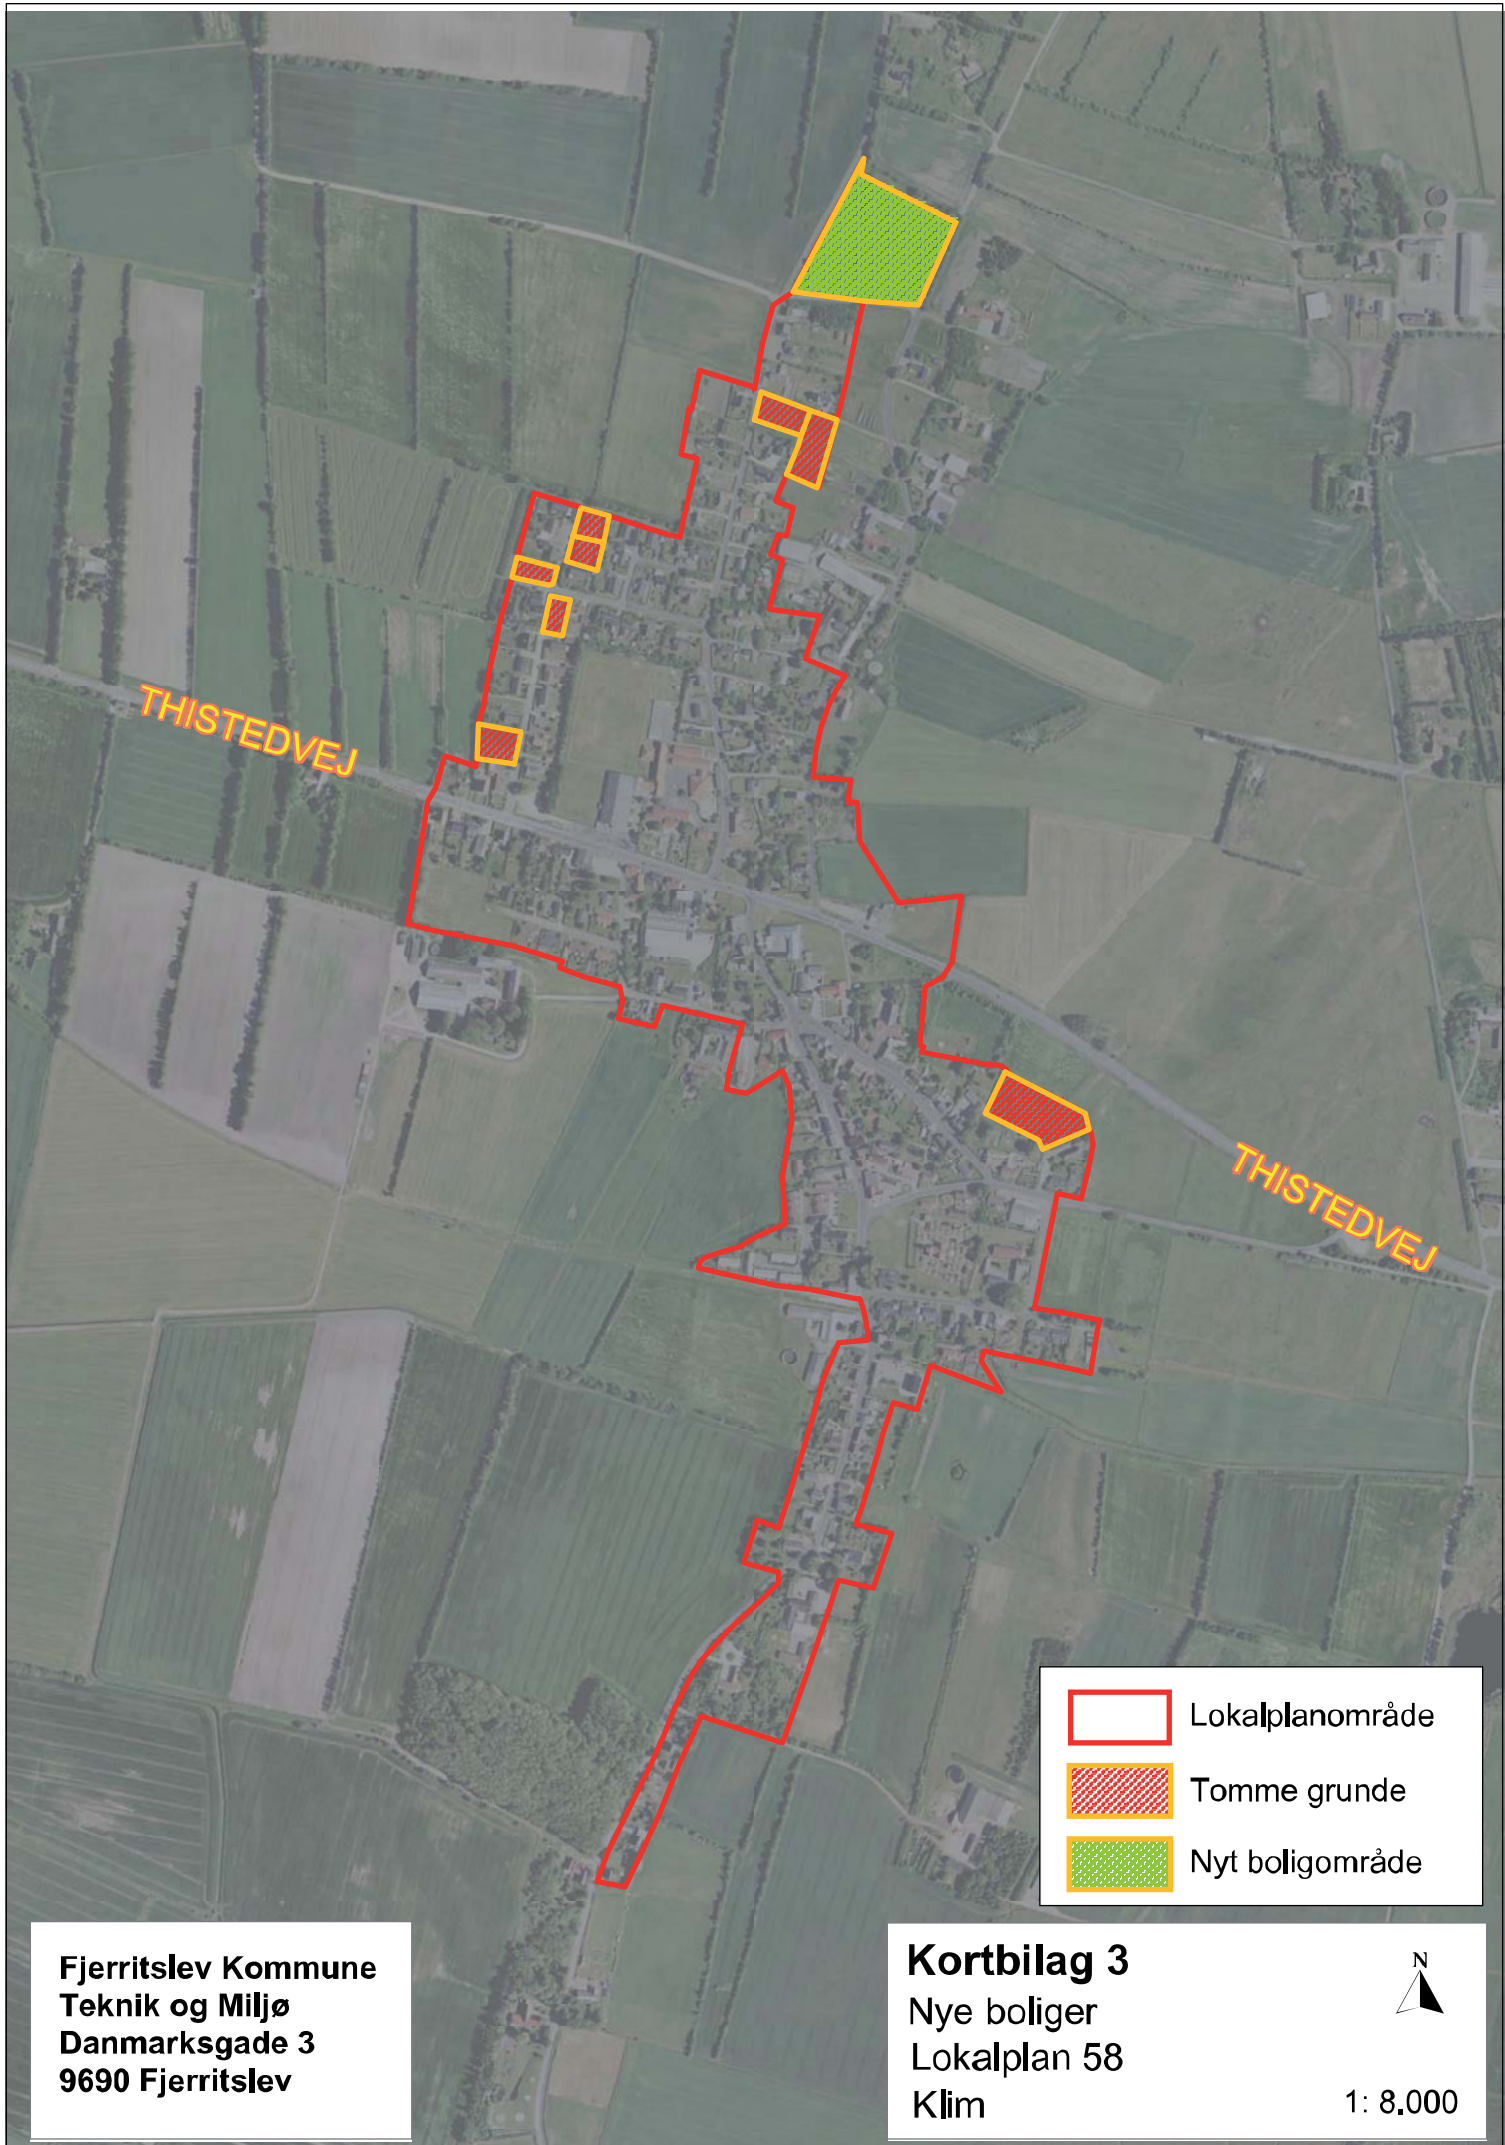 THISTEDVEJ
THISTEDVEJ
Lokalplanområde
Tomme grunde
Nyt boligområde
Fjerritslev Kommune
Teknik og Miljø
Danmarksgade 3
9690 Fjerritslev
Kortbilag 3
N
Nye boliger
Lokalplan 58
Klim
1: 8.000